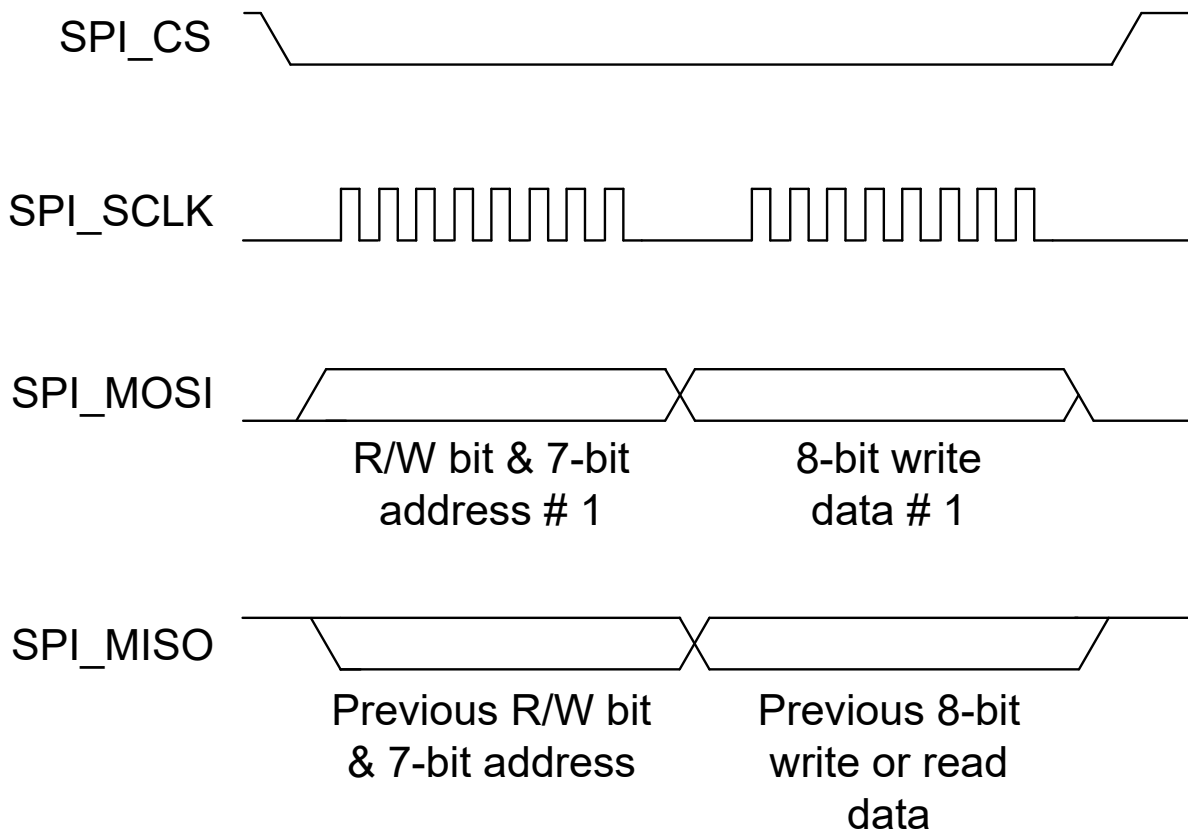 SPI_CS
SPI_SCLK
SPI_MOSI
R/W bit & 7-bit
address # 1
8-bit write
data # 1
SPI_MISO
Previous R/W bit
& 7-bit address
Previous 8-bit
write or read
data